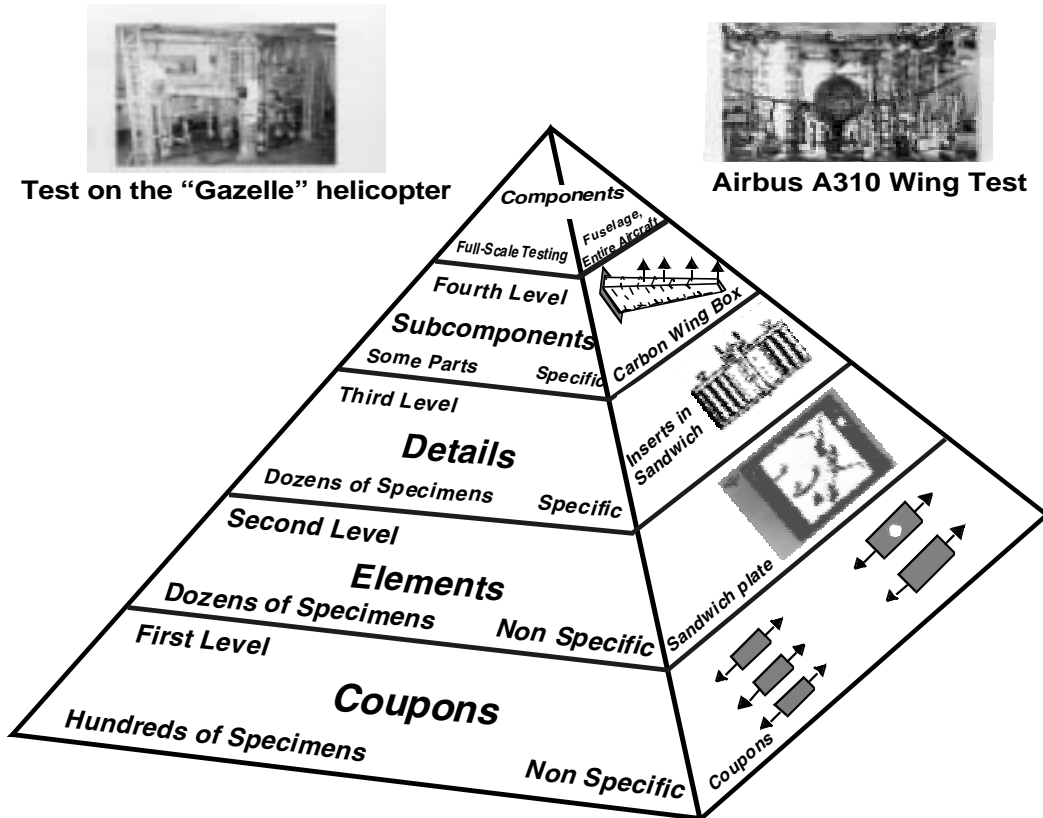 Test on the “Gazelle” helicopter
Airbus A310 Wing Test
Components
Full-Scale Testing
Fuselage,
Entire Aircraft
Fourth Level
Subcomponents
Some Parts Specific
Carbon Wing Box
Third Level
Details
Dozens of Specimens Specific
Inserts in
Sandwich
Second Level
Elements
Dozens of Specimens Non Specific
Sandwich plate
First Level
Coupons
Hundreds of Specimens Non Specific
Coupons